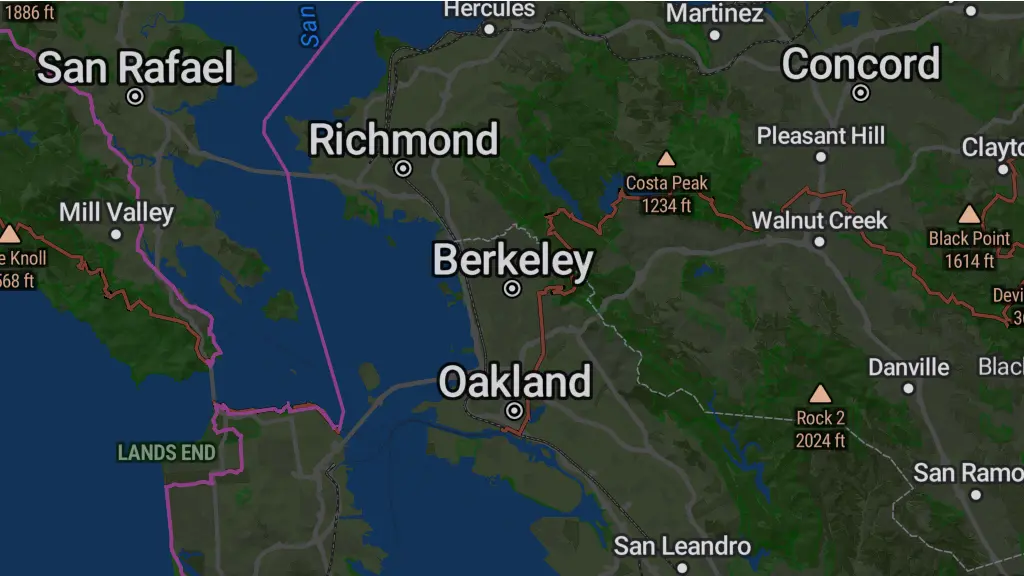 1886 ft
San
Hercules
Martinez
San Rafael
Concord
Richmond
Pleasant Hill
Clayto
Costa Peak
1234 ft
Mill Valley
Walnut Creek
Black Point
1614 ft
e Knoll
568 ft
Berkeley
Devi
3
Danville
Black
Oakland
Rock 2
2024 ft
LANDS END
San Ramo
San Leandro